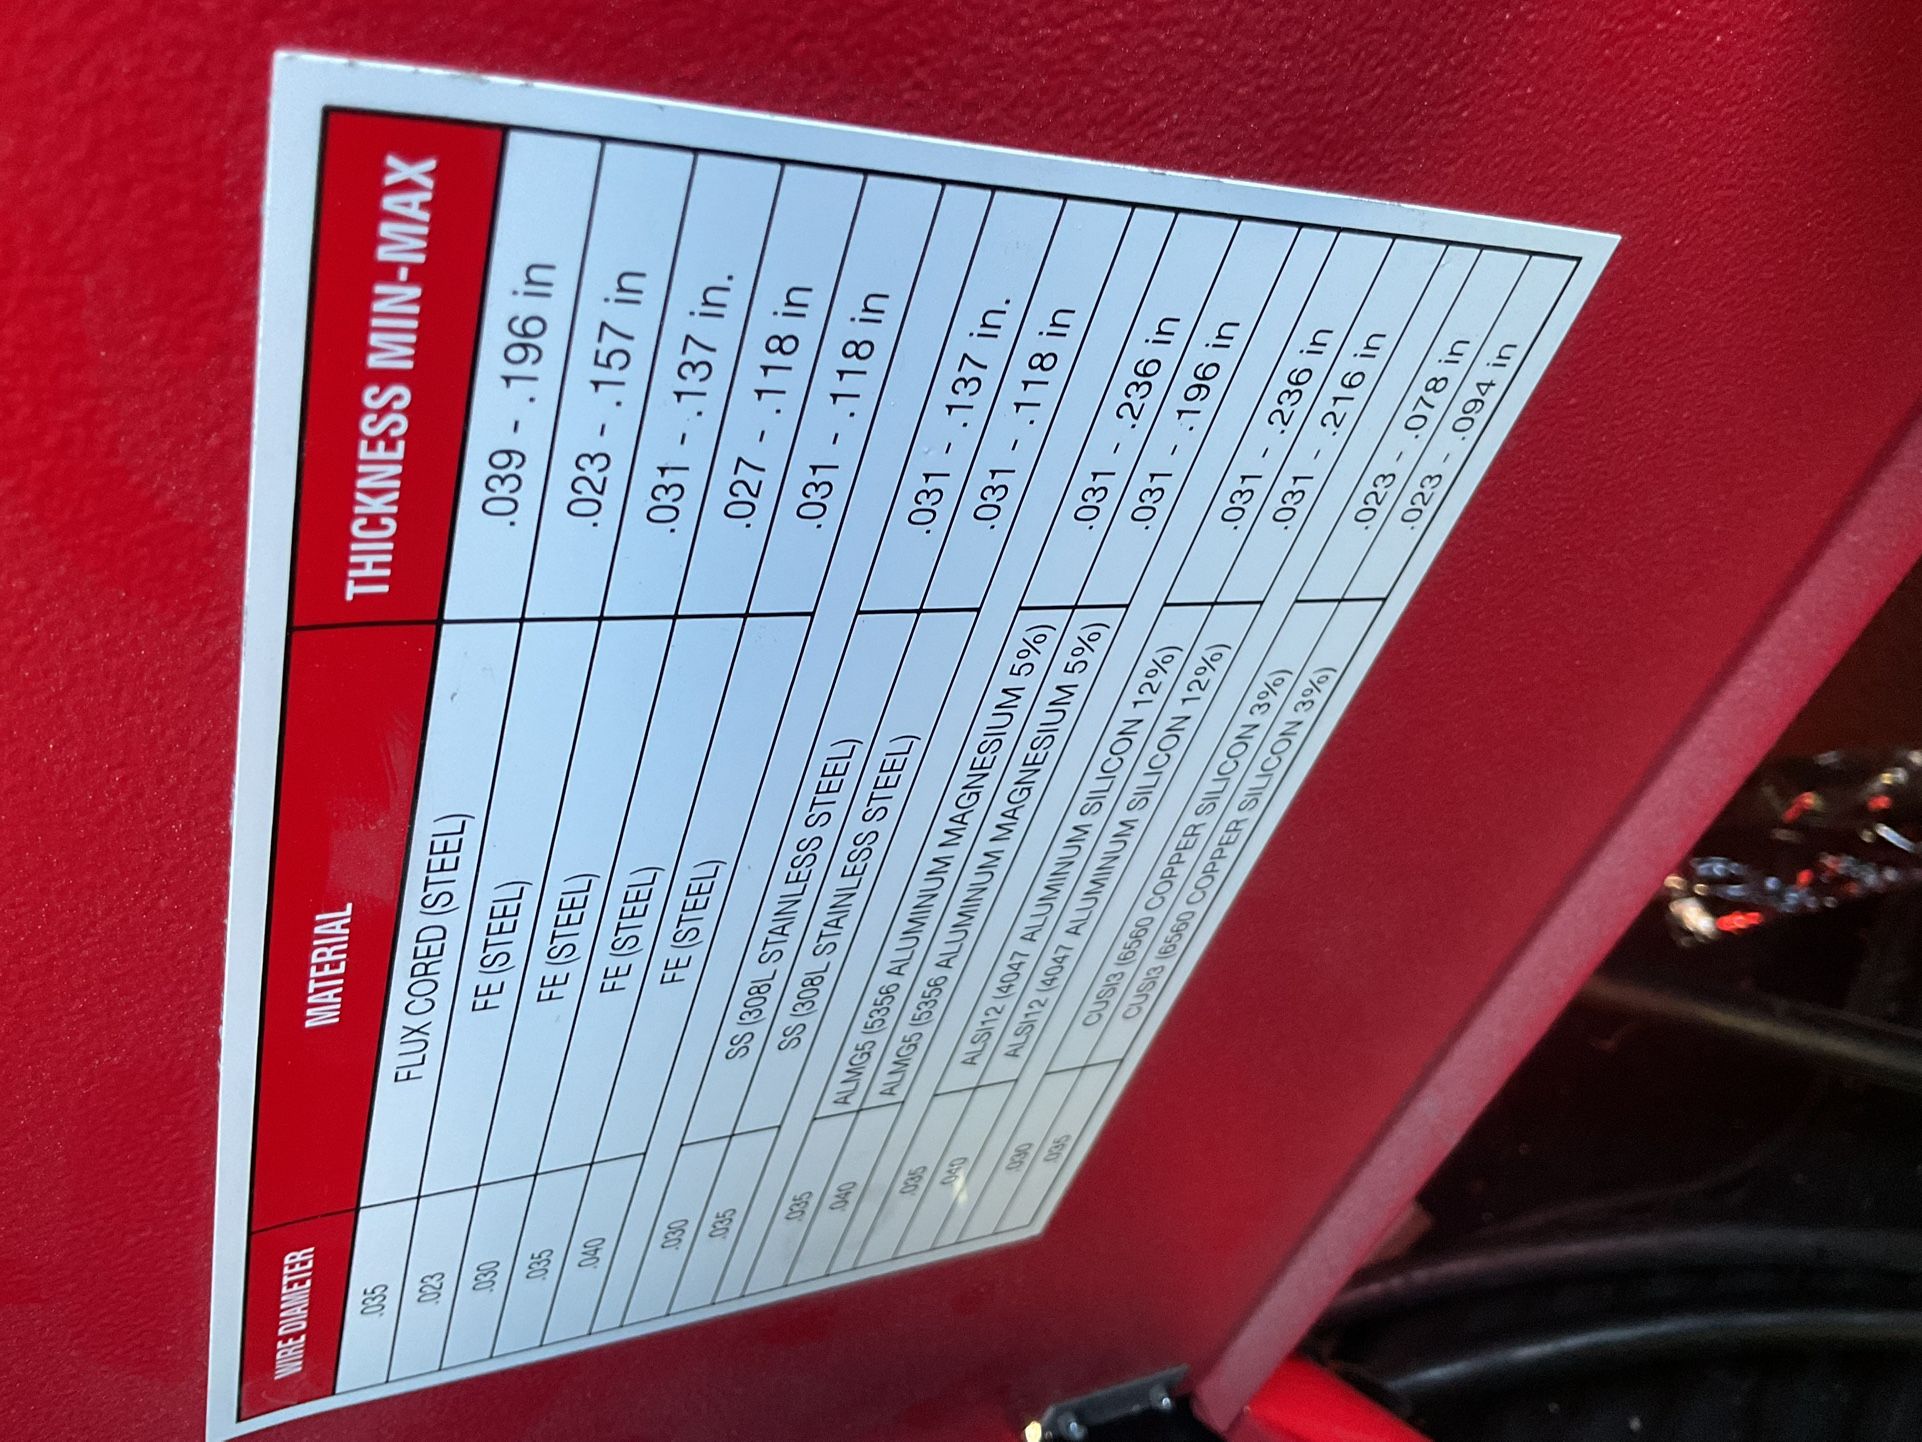 WIRE DIAMETER MATERIAL THICKNESS MIN-MAX
.035 FLUX CORED (STEEL) .039 - .196 in
.023 FE (STEEL) .023 - .157 in
.030 FE (STEEL) .031 - .137 in.
.035 FE (STEEL) .027 - .118 in
.040 FE (STEEL) .031 - .118 in
.030 SS (308L STAINLESS STEEL) .031 - .137 in.
.035 SS (308L STAINLESS STEEL) .031 - .118 in
.035 ALMG5 (5356 ALUMINUM MAGNESIUM 5%) .031 - .236 in
.040 ALMG5 (5356 ALUMINUM MAGNESIUM 5%) .031 - .196 in
.035 ALSI12 (4047 ALUMINUM SILICON 12%) .031 - .236 in
.040 ALSI12 (4047 ALUMINUM SILICON 12%) .031 - .216 in
.030 CUSI3 (6560 COPPER SILICON 3%) .023 - .078 in
.035 CUSI3 (6560 COPPER SILICON 3%) .023 - .094 in